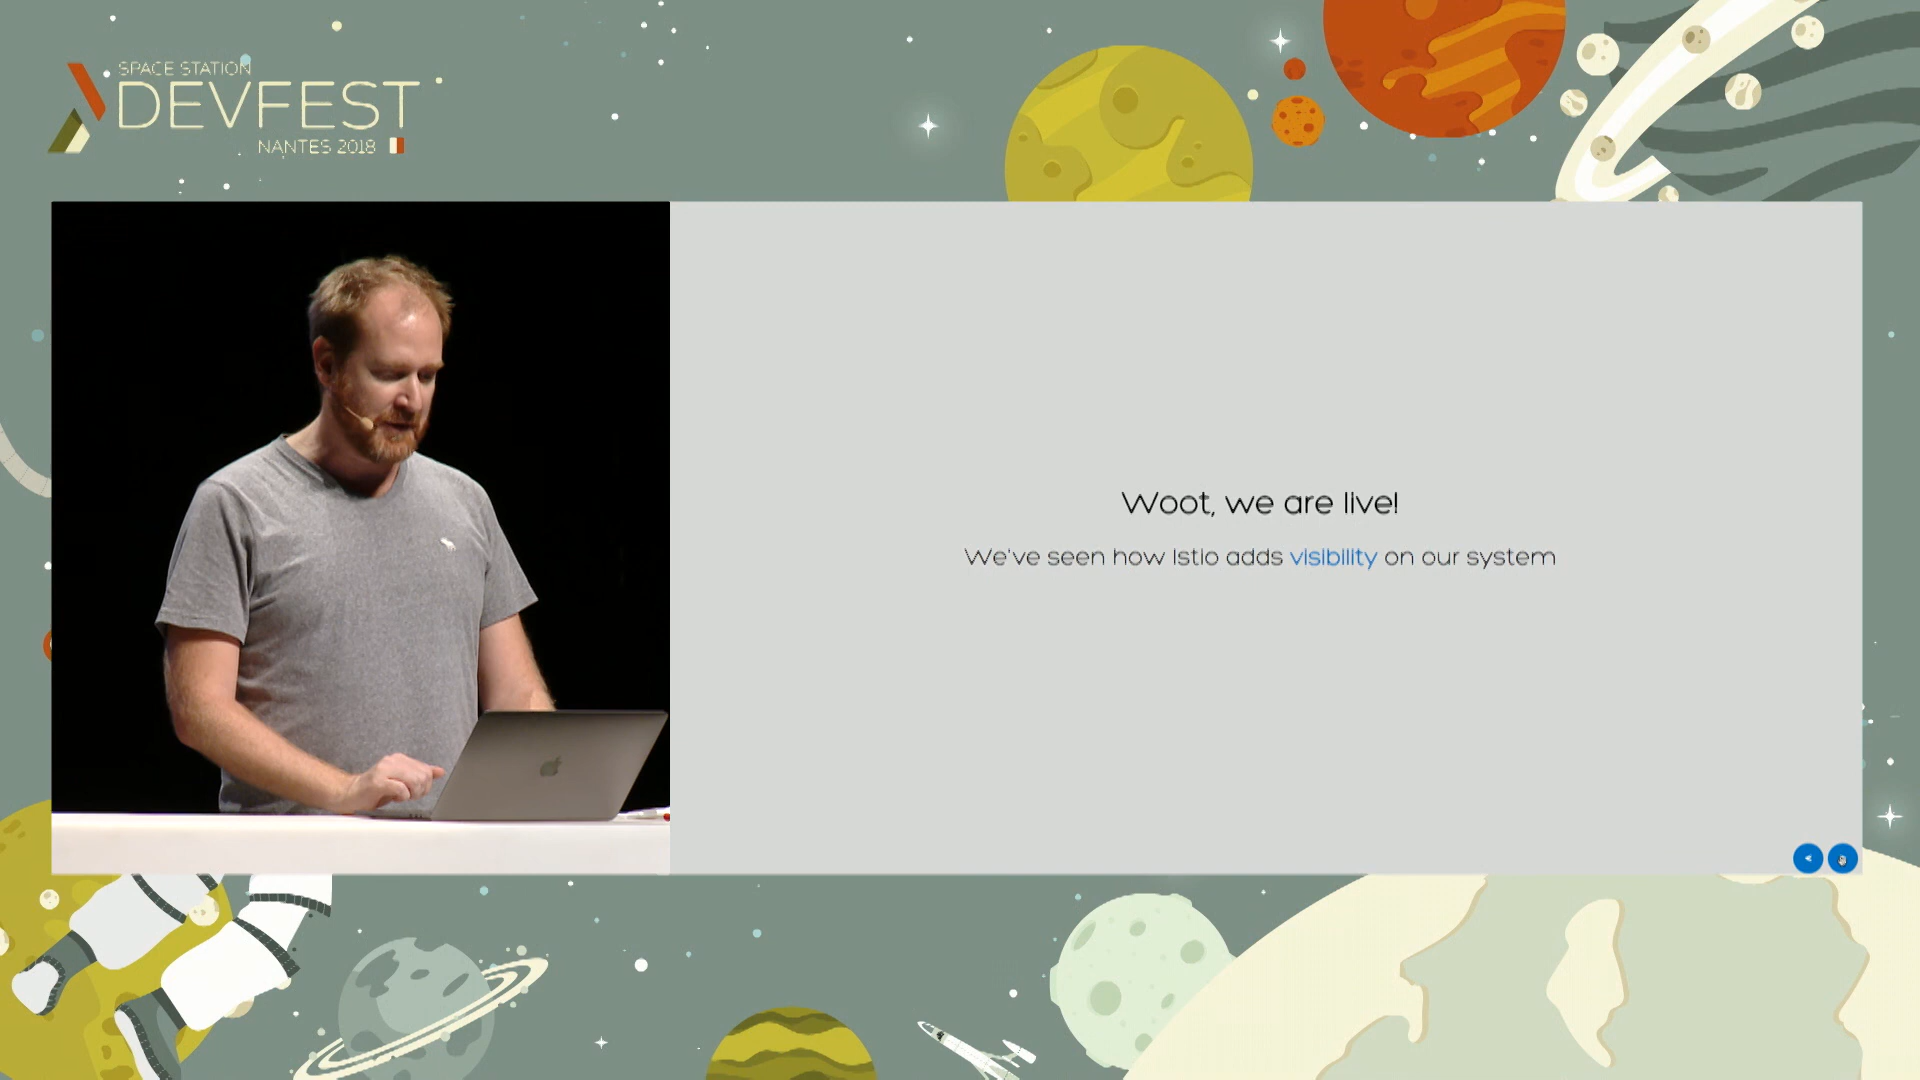 SPACE STATION
DEVFEST
NANTES 2018
Woot, we are live!
We've seen how Istio adds visibility on our system
<